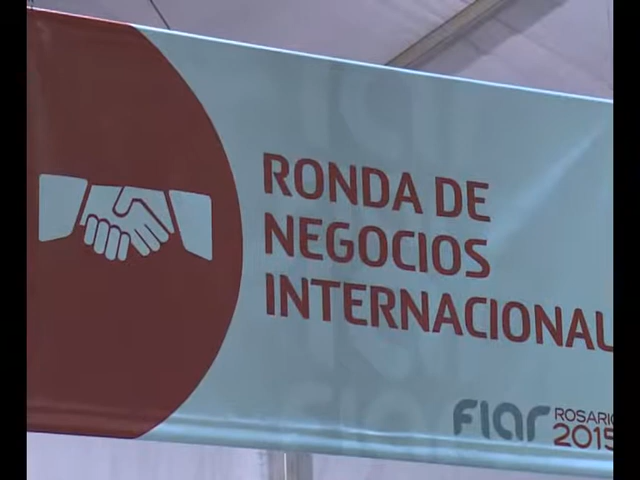 RONDA DE
NEGOCIOS
INTERNACIONAL
FIAR ROSARIO
2015